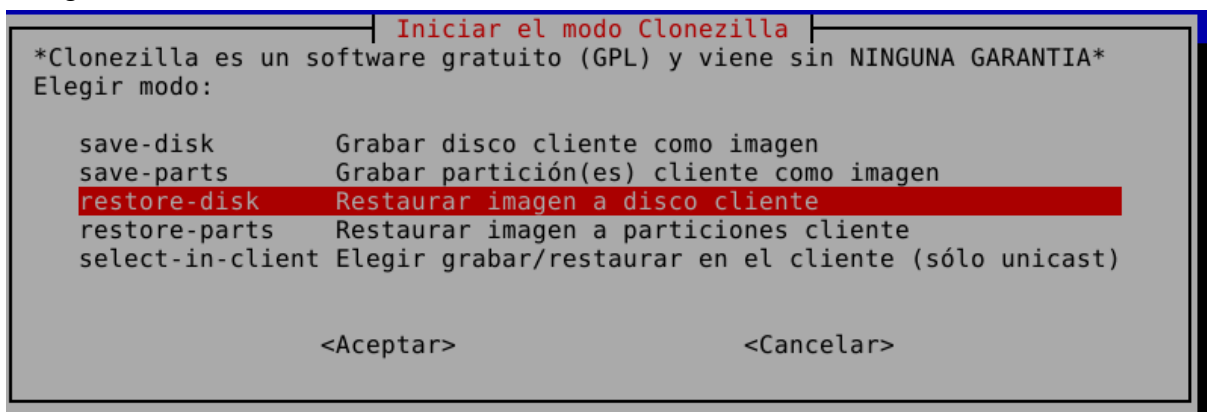 Iniciar el modo Clonezilla
*Clonezilla es un software gratuito (GPL) y viene sin NINGUNA GARANTIA*
Elegir modo:
save-disk Grabar disco cliente como imagen
save-parts Grabar partición(es) cliente como imagen
restore-disk Restaurar imagen a disco cliente
restore-parts Restaurar imagen a particiones cliente
select-in-client Elegir grabar/restaurar en el cliente (sólo unicast)
<Aceptar> <Cancelar>